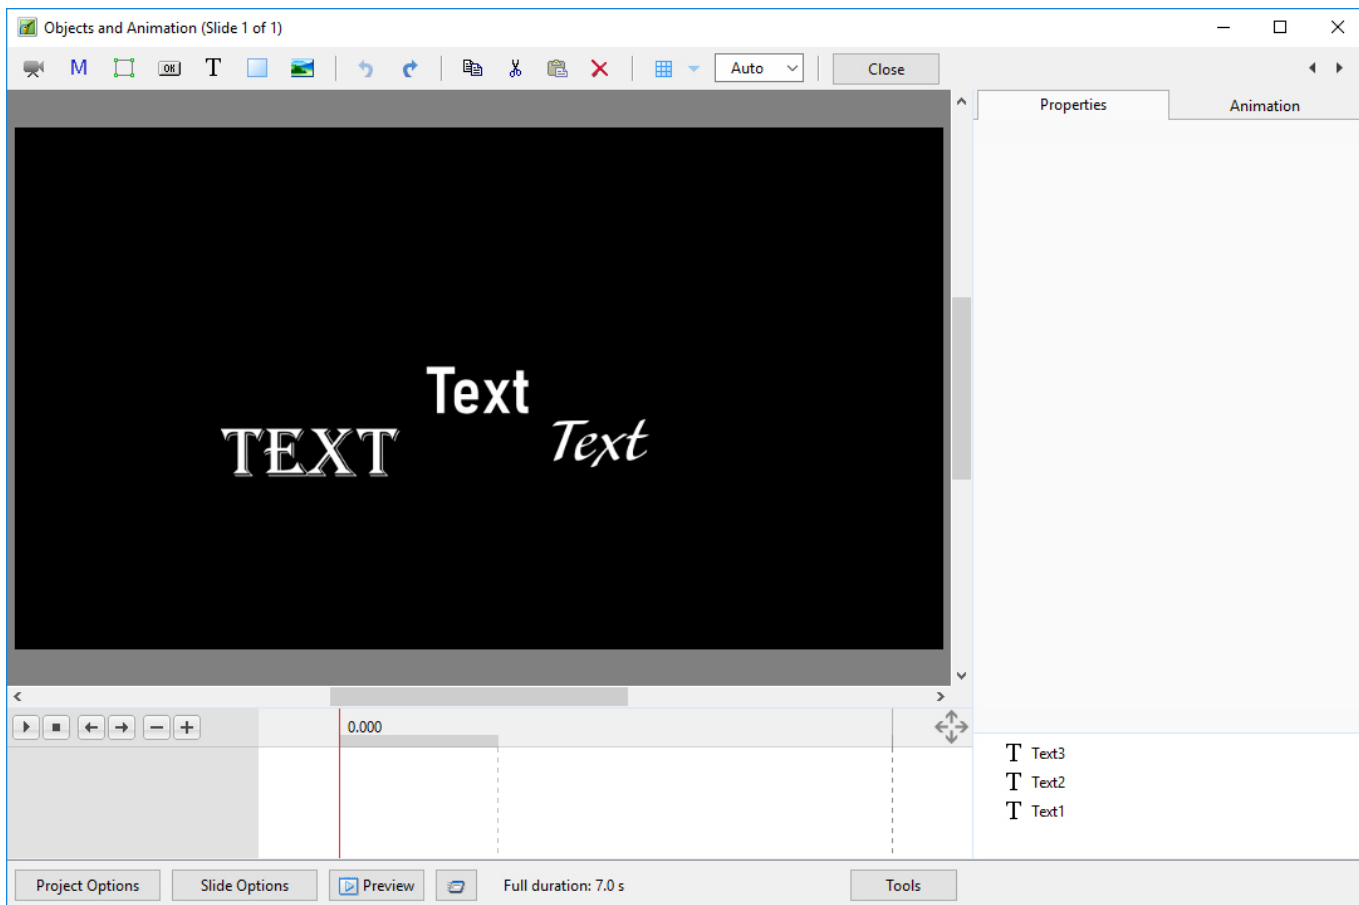 Objects and Animation (Slide 1 of 1)
M OK T Auto Close
Properties Animation
Text
TEXT
Text
0.000
T Text3
T Text2
T Text1
Project Options Slide Options Preview Full duration: 7.0 s Tools